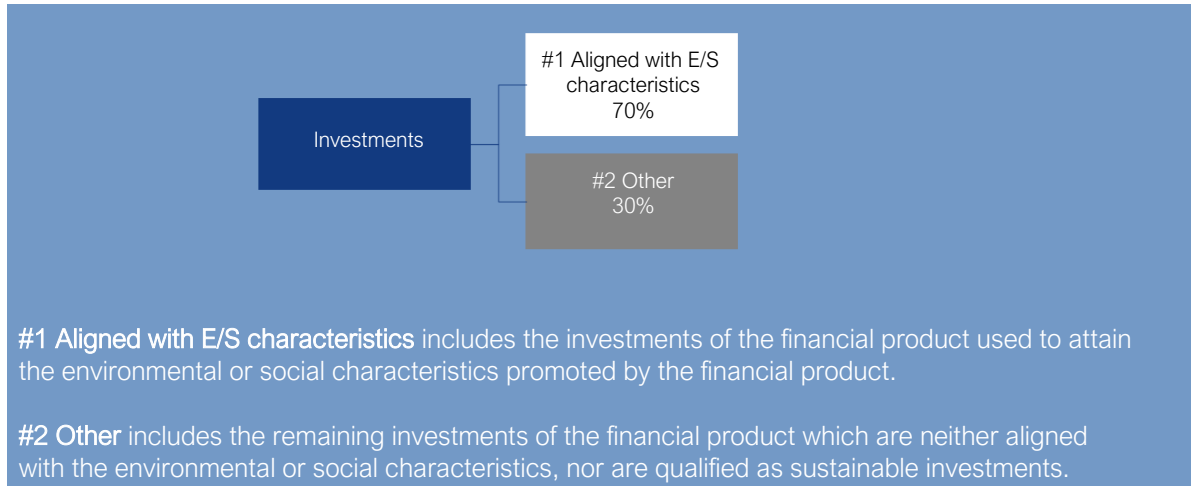 #1 Aligned with E/S
characteristics
70%
Investments
#2 Other
30%
#1 Aligned with E/S characteristics includes the investments of the financial product used to attain
the environmental or social characteristics promoted by the financial product.
#2 Other includes the remaining investments of the financial product which are neither aligned
with the environmental or social characteristics, nor are qualified as sustainable investments.